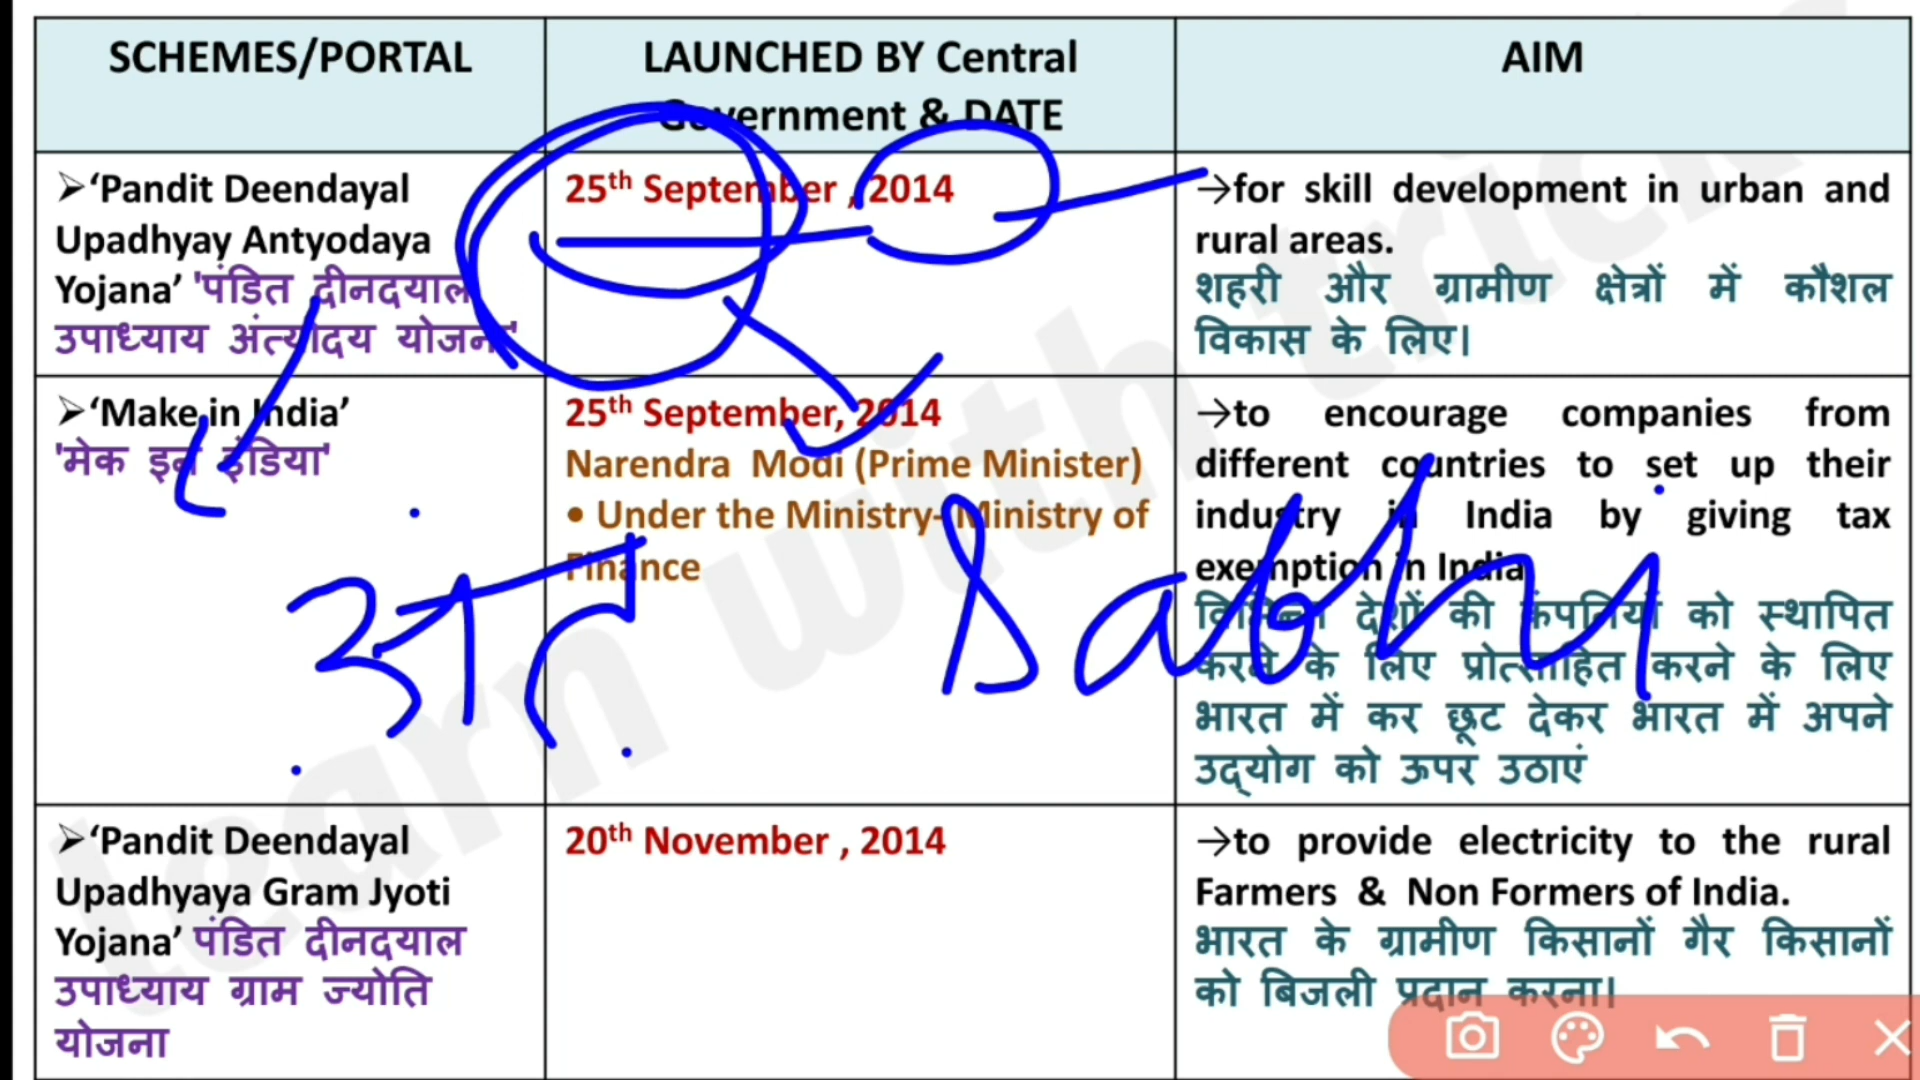 SCHEMES/PORTAL
LAUNCHED BY Central
Government & DATE
AIM
➢‘Pandit Deendayal
Upadhyay Antyodaya
Yojana’ 'पंडित दीनदयाल
उपाध्याय अंत्योदय योजना'
25th September , 2014
→for skill development in urban and
rural areas.
शहरी और ग्रामीण क्षेत्रों में कौशल
विकास के लिए।
➢‘Make in India’
'मेक इन इंडिया'
25th September, 2014
Narendra Modi (Prime Minister)
• Under the Ministry- Ministry of
Finance
→to encourage companies from
different countries to set up their
industry in India by giving tax
exemption in India
विभिन्न देशों की कंपनियों को स्थापित
करने के लिए प्रोत्साहित करने के लिए
भारत में कर छूट देकर भारत में अपने
उद्योग को ऊपर उठाएं
Sabhi
➢‘Pandit Deendayal
Upadhyaya Gram Jyoti
Yojana’ पंडित दीनदयाल
उपाध्याय ग्राम ज्योति
योजना
20th November , 2014
→to provide electricity to the rural
Farmers & Non Formers of India.
भारत के ग्रामीण किसानों गैर किसानों
को बिजली प्रदान करना।
learn with trick